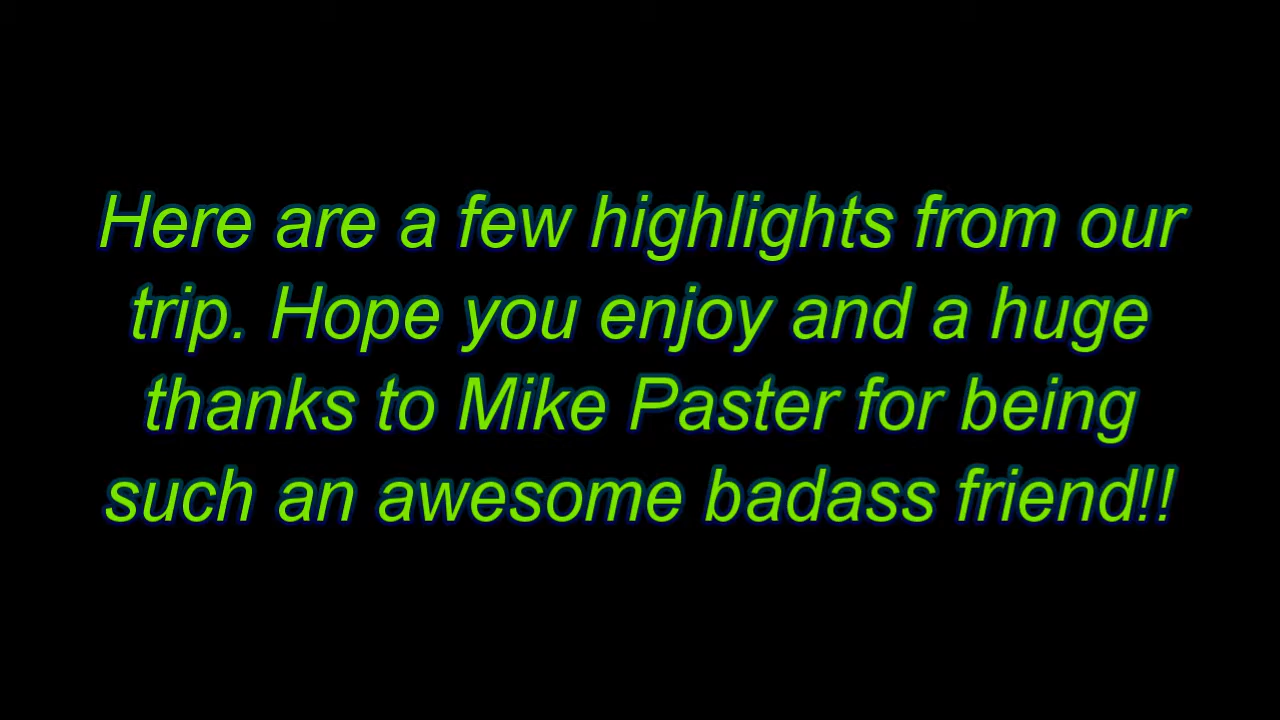 Here are a few highlights from our
trip. Hope you enjoy and a huge
thanks to Mike Paster for being
such an awesome badass friend!!